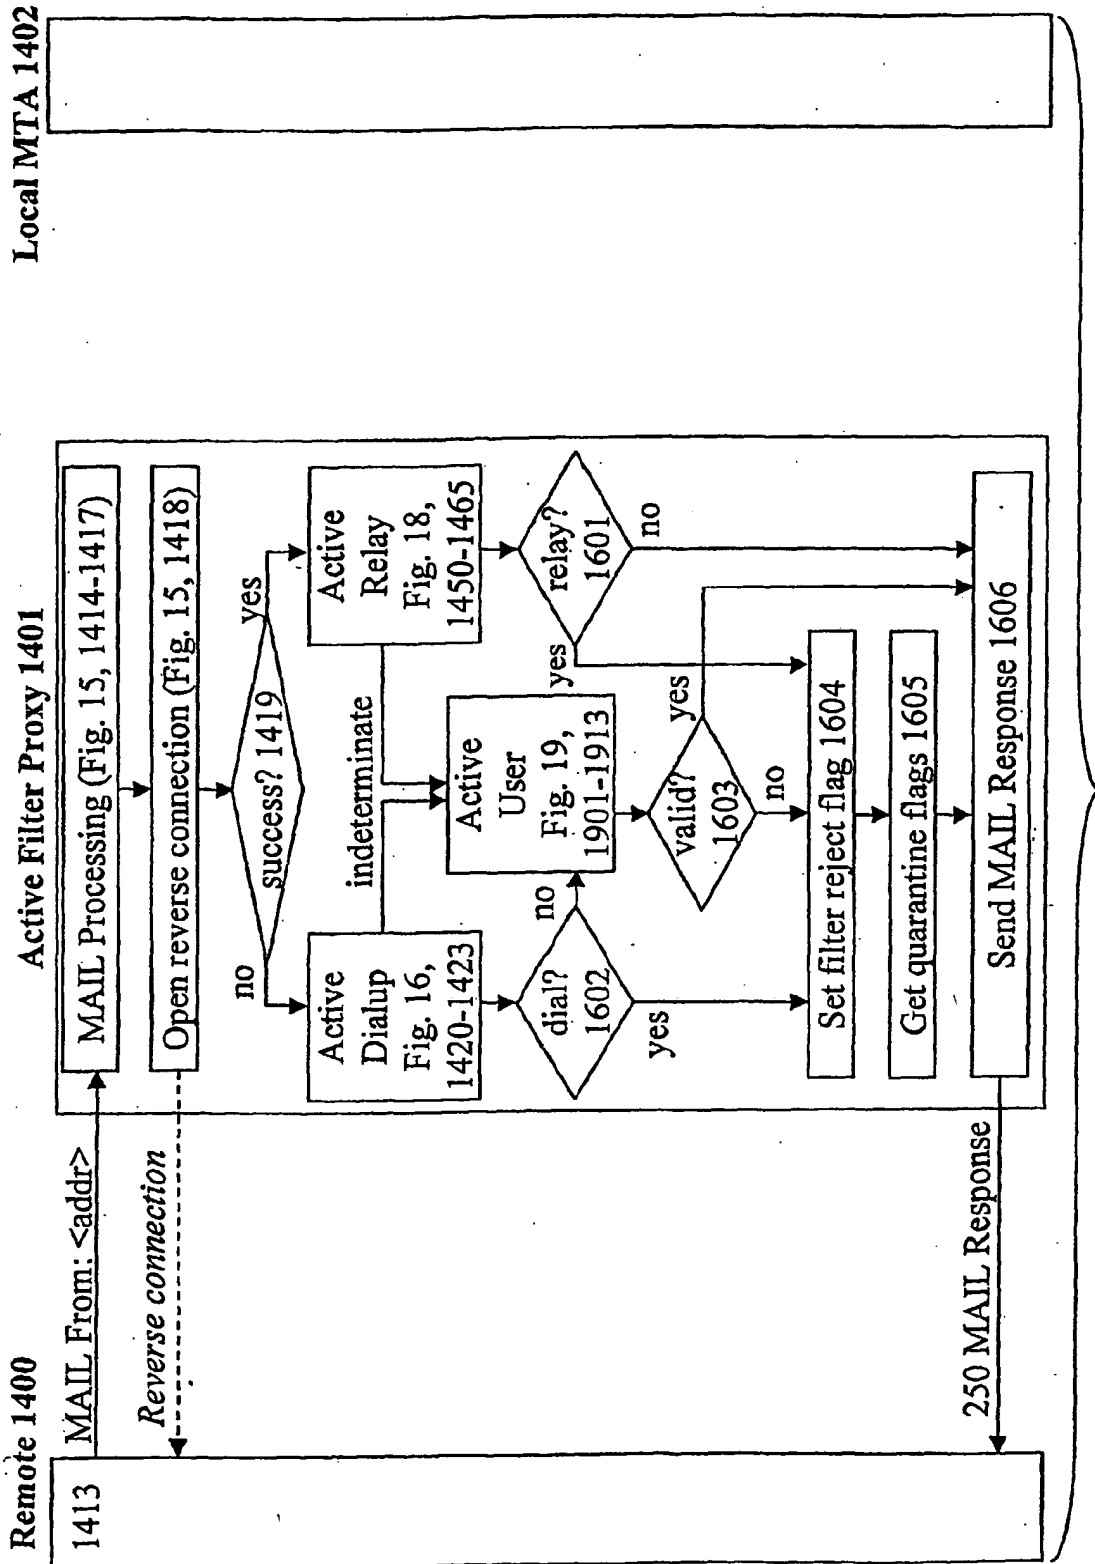 Remote 1400
Active Filter Proxy 1401
Local MTA 1402
1413
MAIL From: <addr>
MAIL Processing (Fig. 15, 1414-1417)
Reverse connection
Open reverse connection (Fig. 15, 1418)
success? 1419
no
yes
Active
Dialup
Fig. 16,
1420-1423
indeterminate
Active
Relay
Fig. 18,
1450-1465
Active
User
Fig. 19,
1901-1913
dial?
1602
no
yes
relay?
1601
yes
no
valid?
1603
yes
no
Set filter reject flag 1604
Get quarantine flags 1605
Send MAIL Response 1606
250 MAIL Response